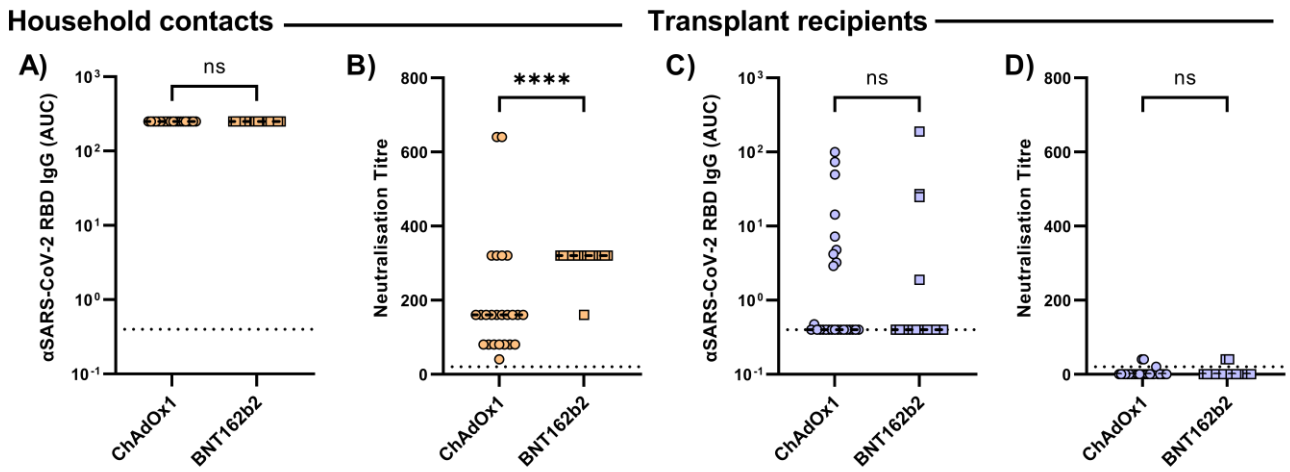 Household contacts
Transplant recipients
A)
αSARS-CoV-2 RBD IgG (AUC)
10³
10²
10¹
10⁰
10⁻¹
ns
ChAdOx1
BNT162b2
B)
Neutralisation Titre
800
600
400
200
0
****
ChAdOx1
BNT162b2
C)
αSARS-CoV-2 RBD IgG (AUC)
10³
10²
10¹
10⁰
10⁻¹
ns
ChAdOx1
BNT162b2
D)
Neutralisation Titre
800
600
400
200
0
ns
ChAdOx1
BNT162b2